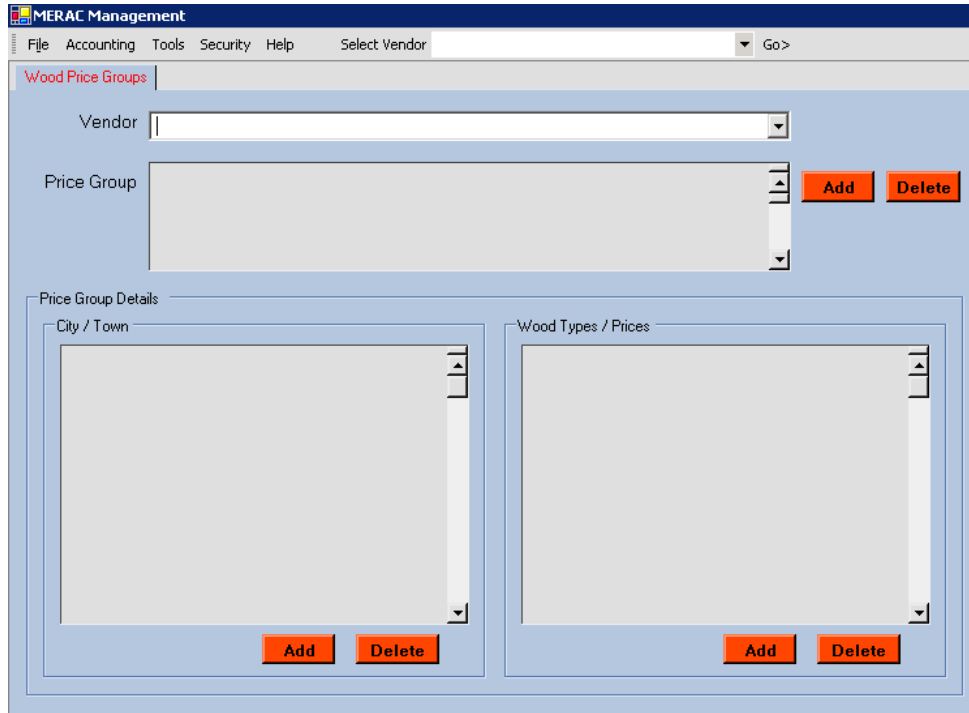 MERAC Management
File Accounting Tools Security Help Select Vendor Go>
Wood Price Groups
Vendor
Price Group Add Delete
Price Group Details
City / Town Wood Types / Prices
Add Delete Add Delete